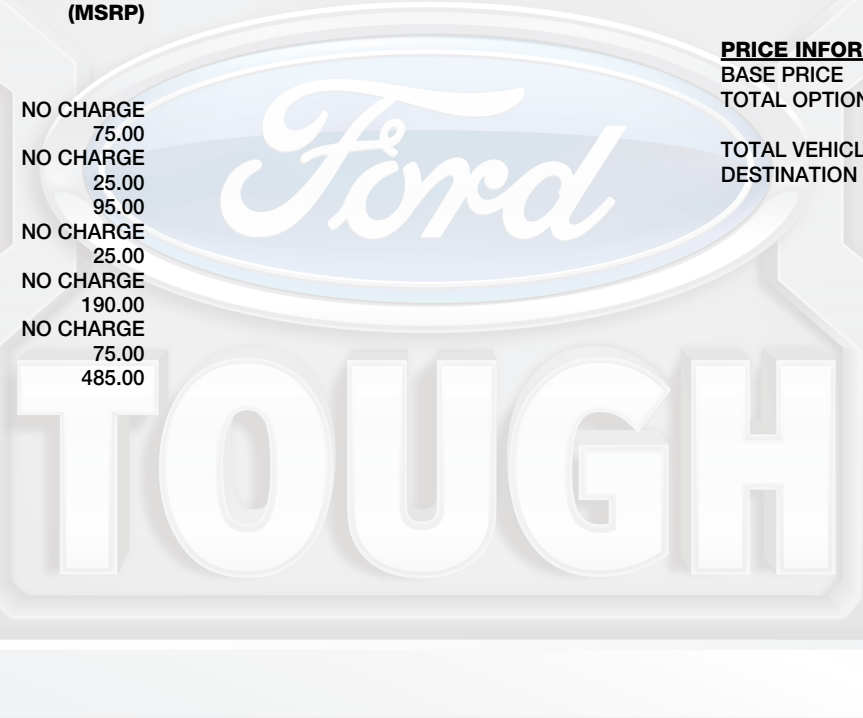 (MSRP)
NO CHARGE
75.00
NO CHARGE
25.00
95.00
NO CHARGE
25.00
NO CHARGE
190.00
NO CHARGE
75.00
485.00
PRICE INFOR
BASE PRICE
TOTAL OPTION
TOTAL VEHICL
DESTINATION
Ford
TOUGH